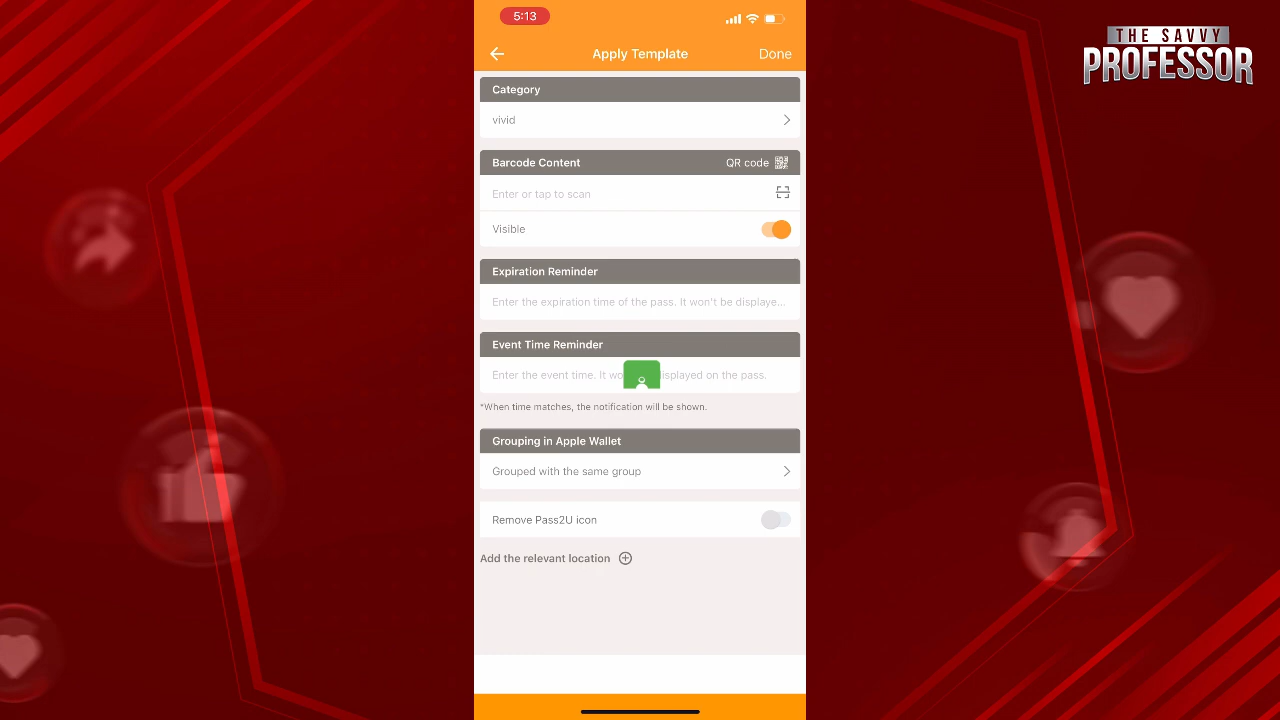 5:13
THE SAVVY
PROFESSOR
Apply Template
Done
Category
vivid
Barcode Content
QR code
Enter or tap to scan
Visible
Expiration Reminder
Enter the expiration time of the pass. It won't be displaye...
Event Time Reminder
Enter the event time. It displayed on the pass.
*When time matches, the notification will be shown.
Grouping in Apple Wallet
Grouped with the same group
Remove Pass2U icon
Add the relevant location